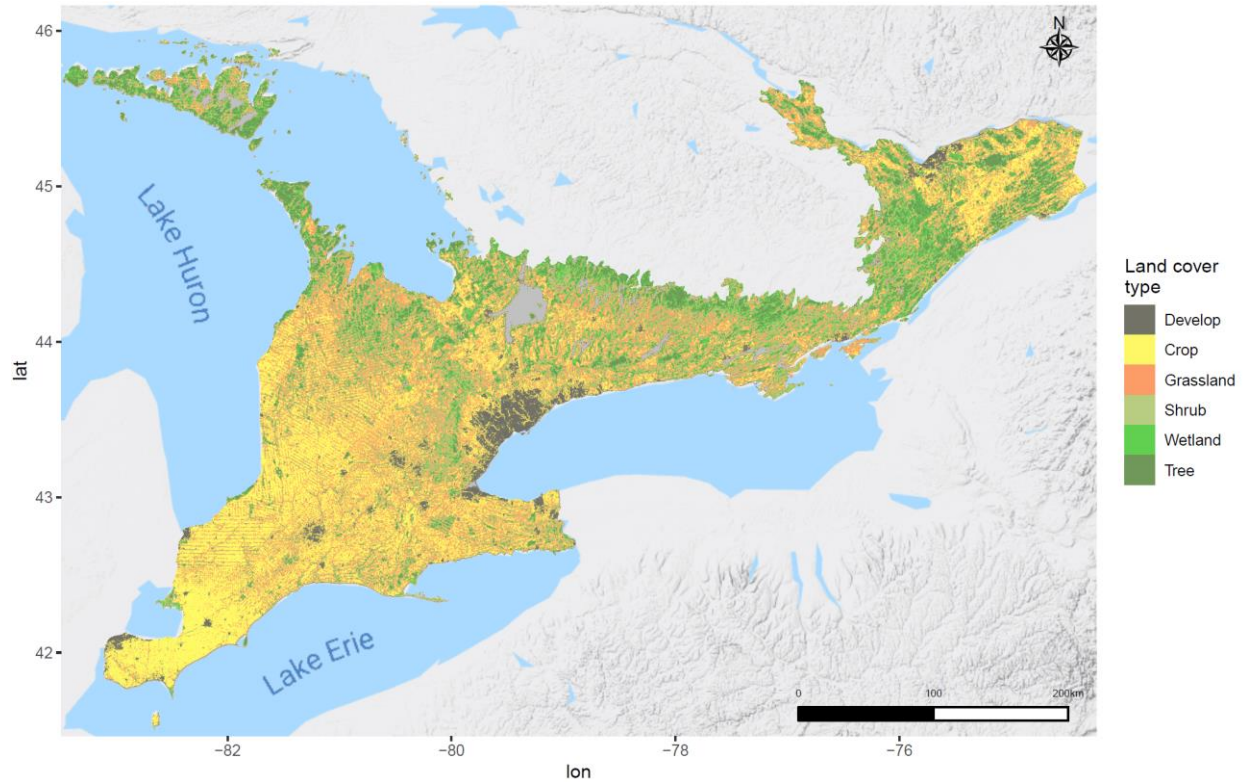 46
45
44
43
42
lat
−82
−80
−78
−76
lon
N
Lake Huron
Lake Erie
0
100
200km
Land cover
type
Develop
Crop
Grassland
Shrub
Wetland
Tree